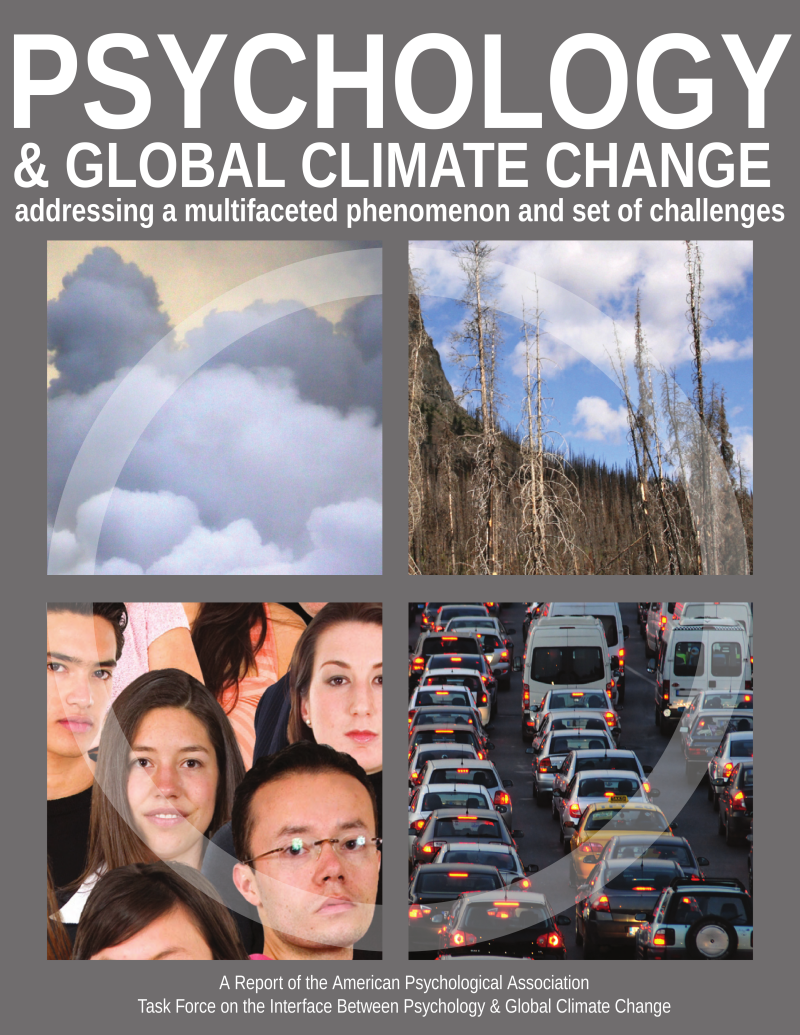 PSYCHOLOGY
& GLOBAL CLIMATE CHANGE
addressing a multifaceted phenomenon and set of challenges
A Report of the American Psychological Association
Task Force on the Interface Between Psychology & Global Climate Change